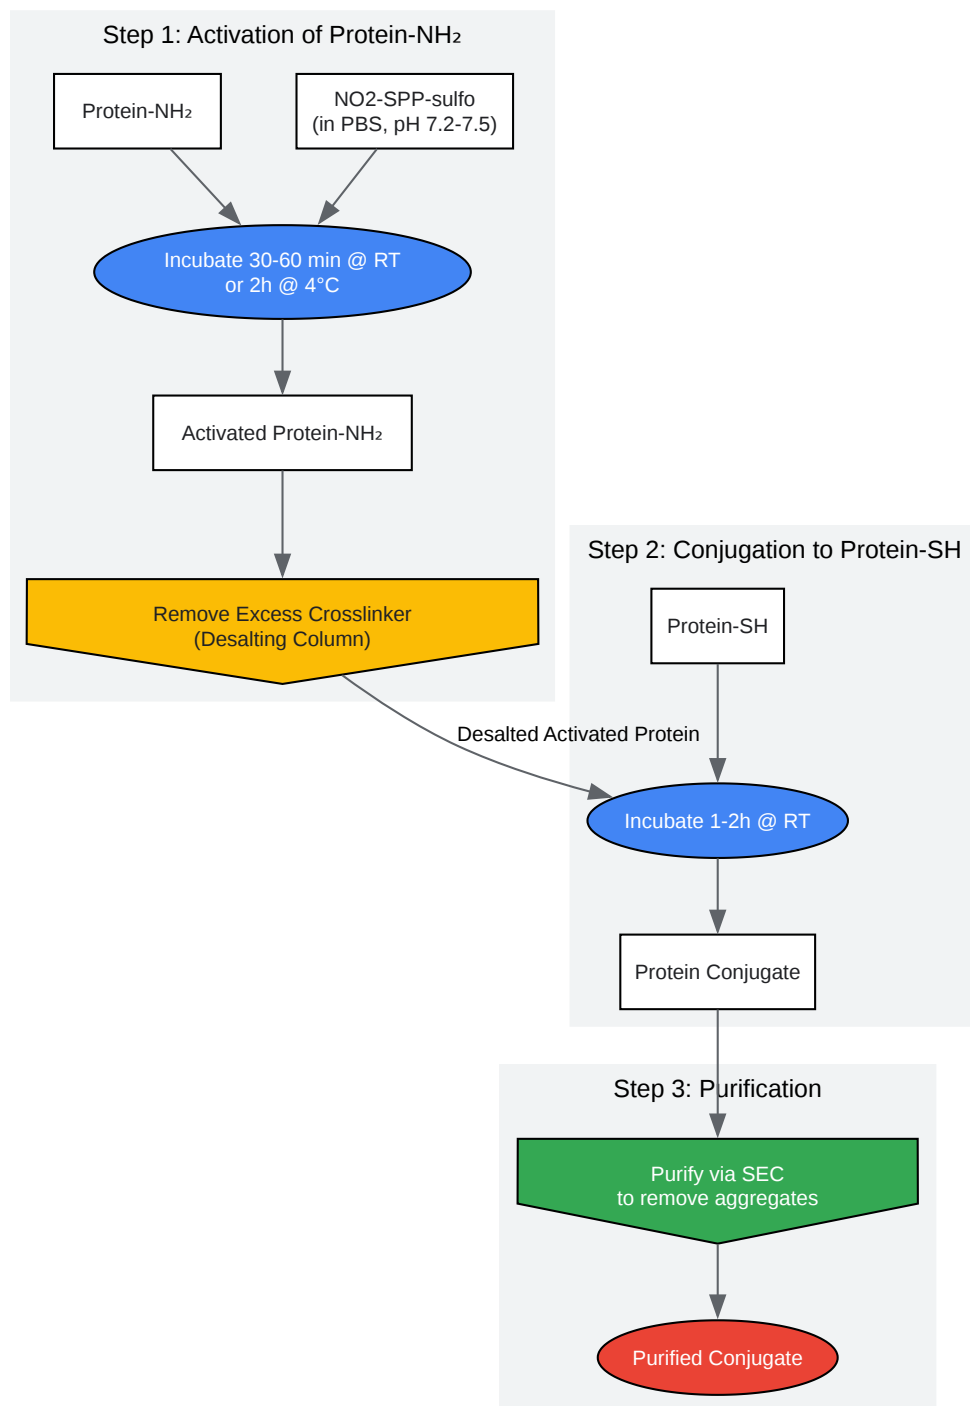 Step 1: Activation of Protein-NH₂
Protein-NH₂
NO2-SPP-sulfo
(in PBS, pH 7.2-7.5)
Incubate 30-60 min @ RT
or 2h @ 4°C
Activated Protein-NH₂
Remove Excess Crosslinker
(Desalting Column)
Step 2: Conjugation to Protein-SH
Protein-SH
Desalted Activated Protein
Incubate 1-2h @ RT
Protein Conjugate
Step 3: Purification
Purify via SEC
to remove aggregates
Purified Conjugate